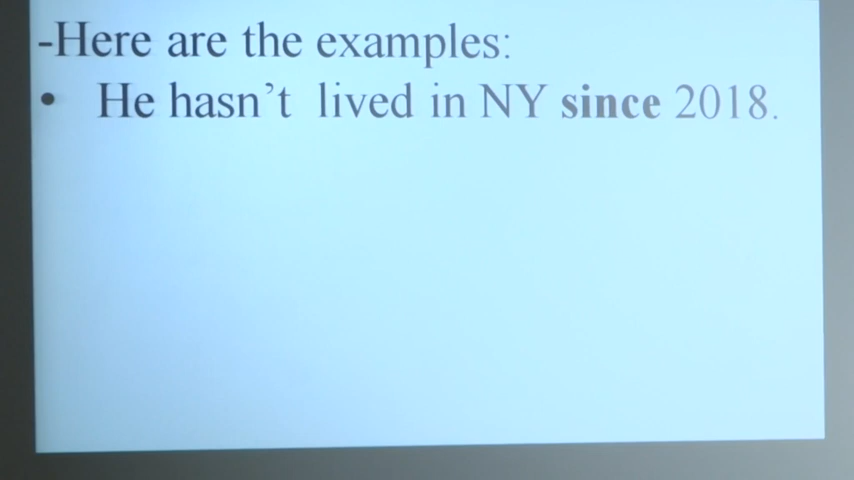 -Here are the examples:
• He hasn’t lived in NY since 2018.